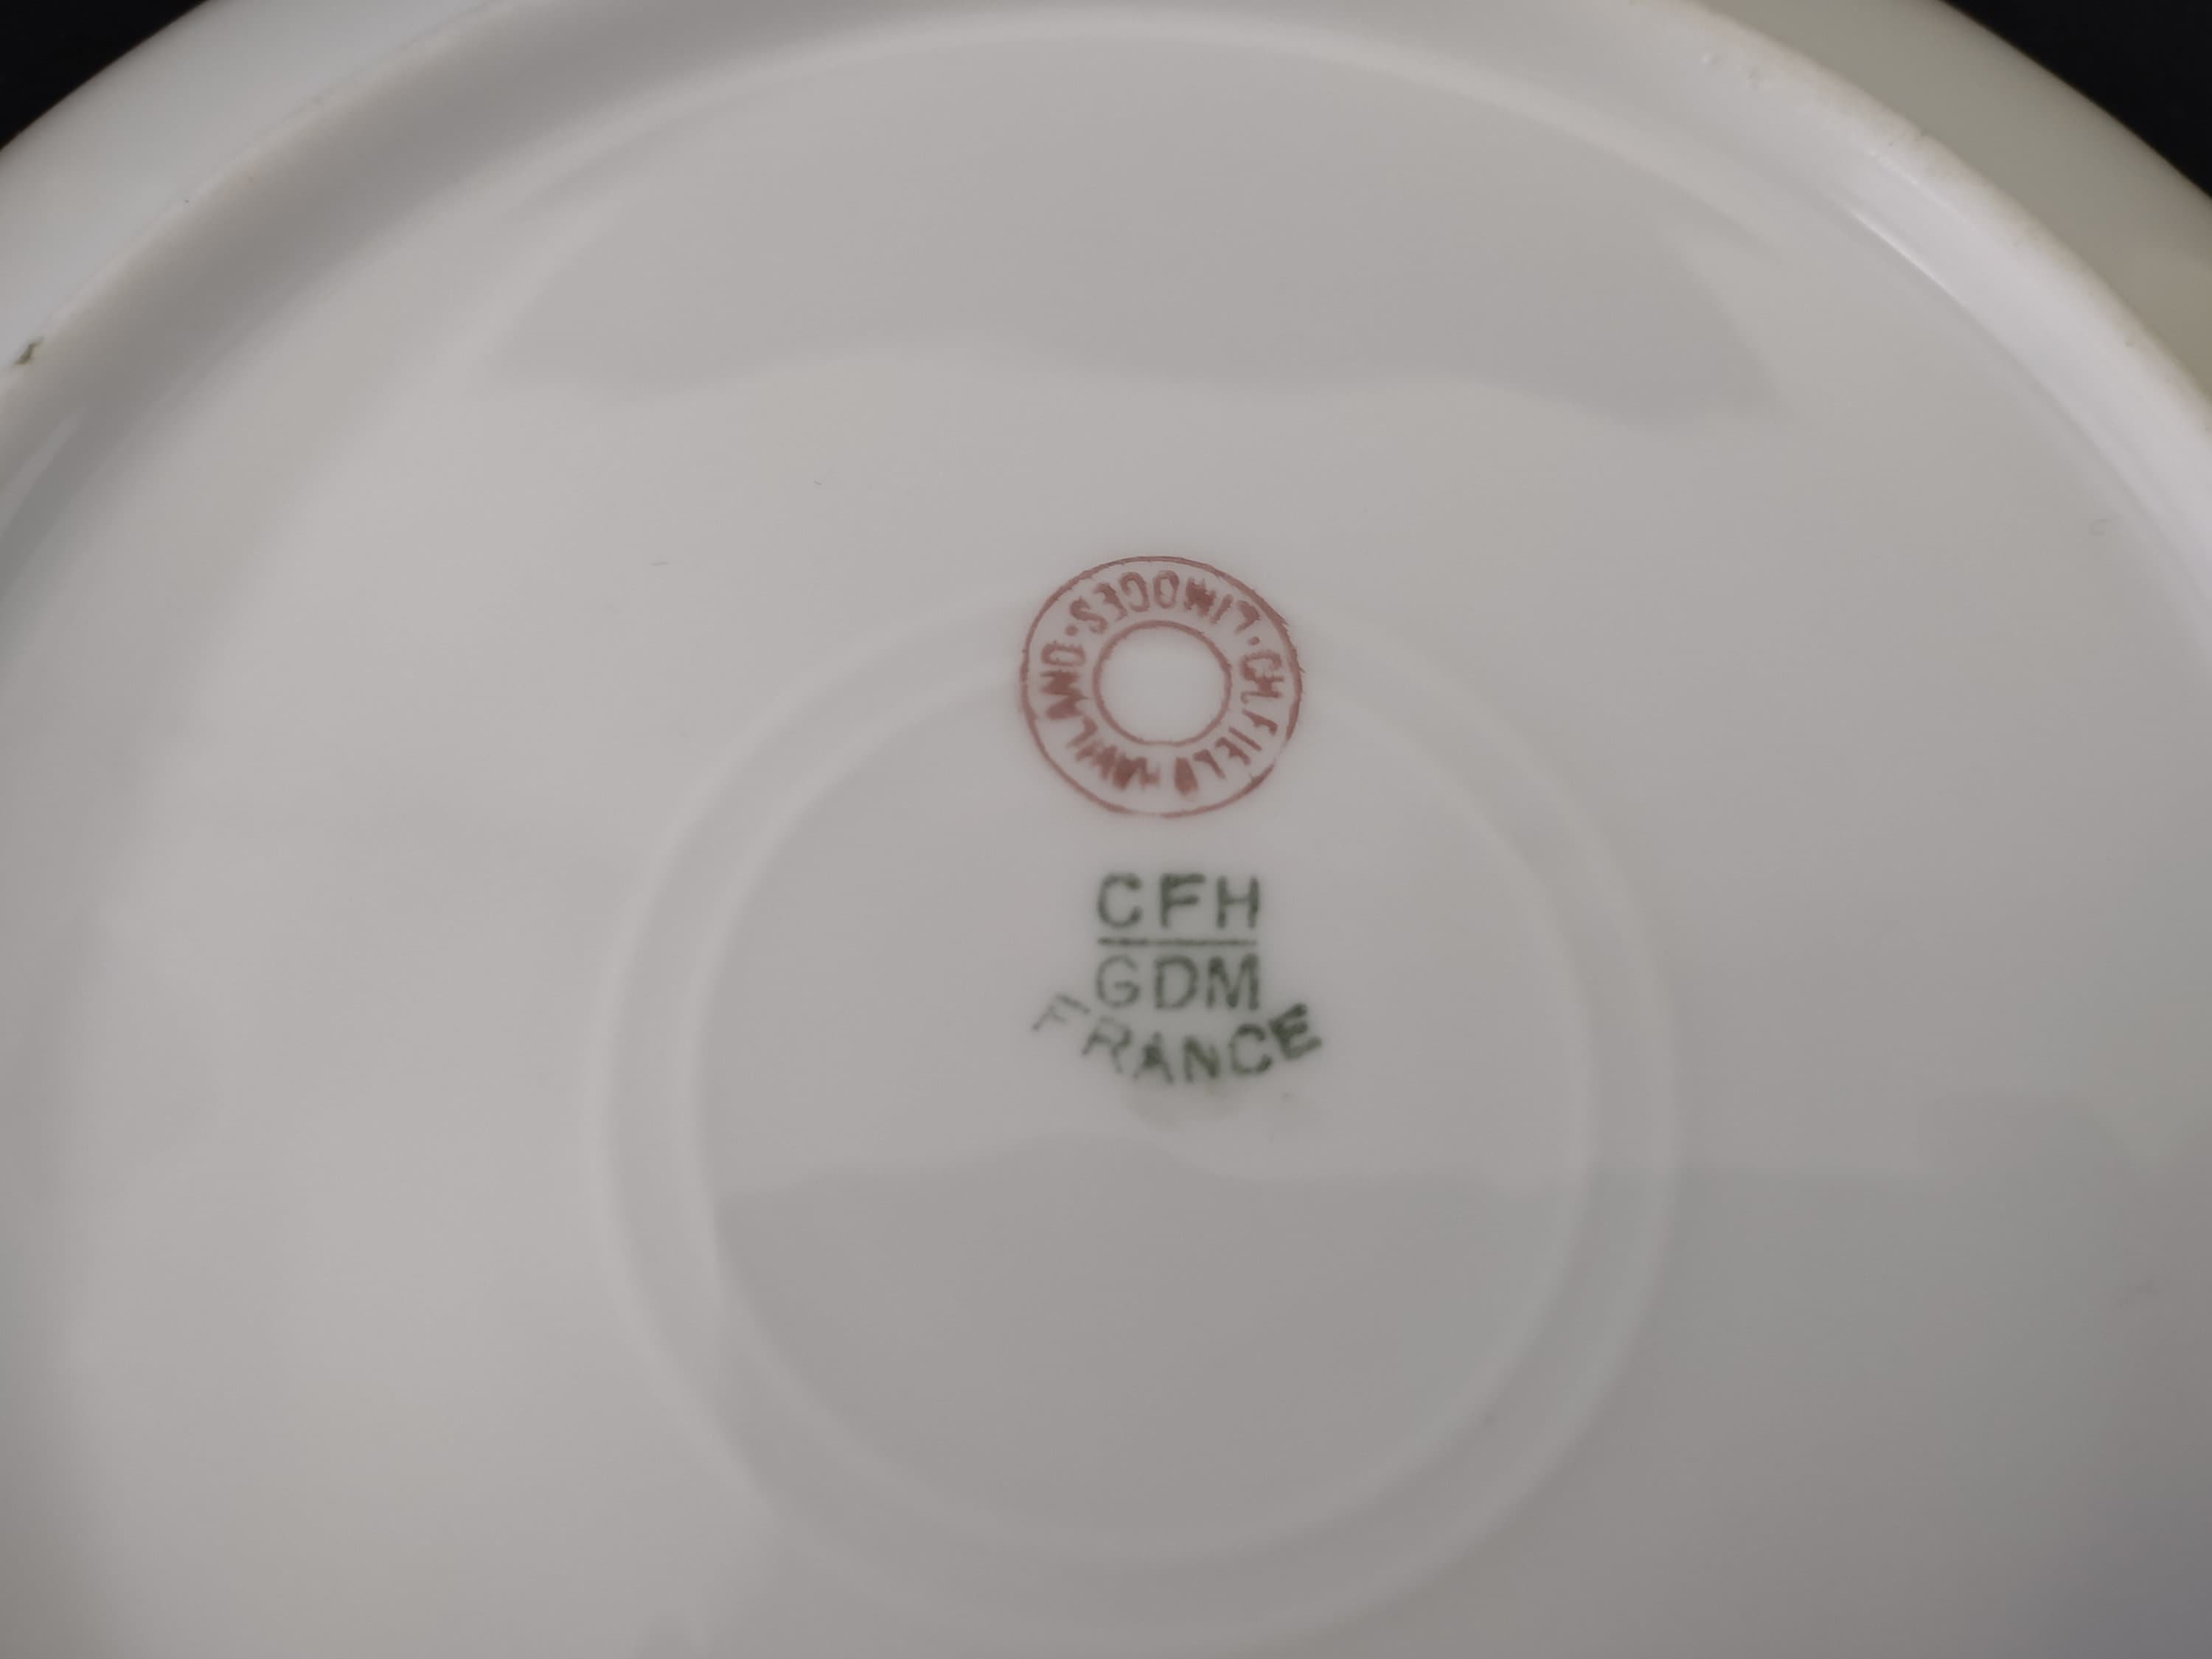 CH. FIELD HAVILAND · LIMOGES ·
CFH
GDM
FRANCE